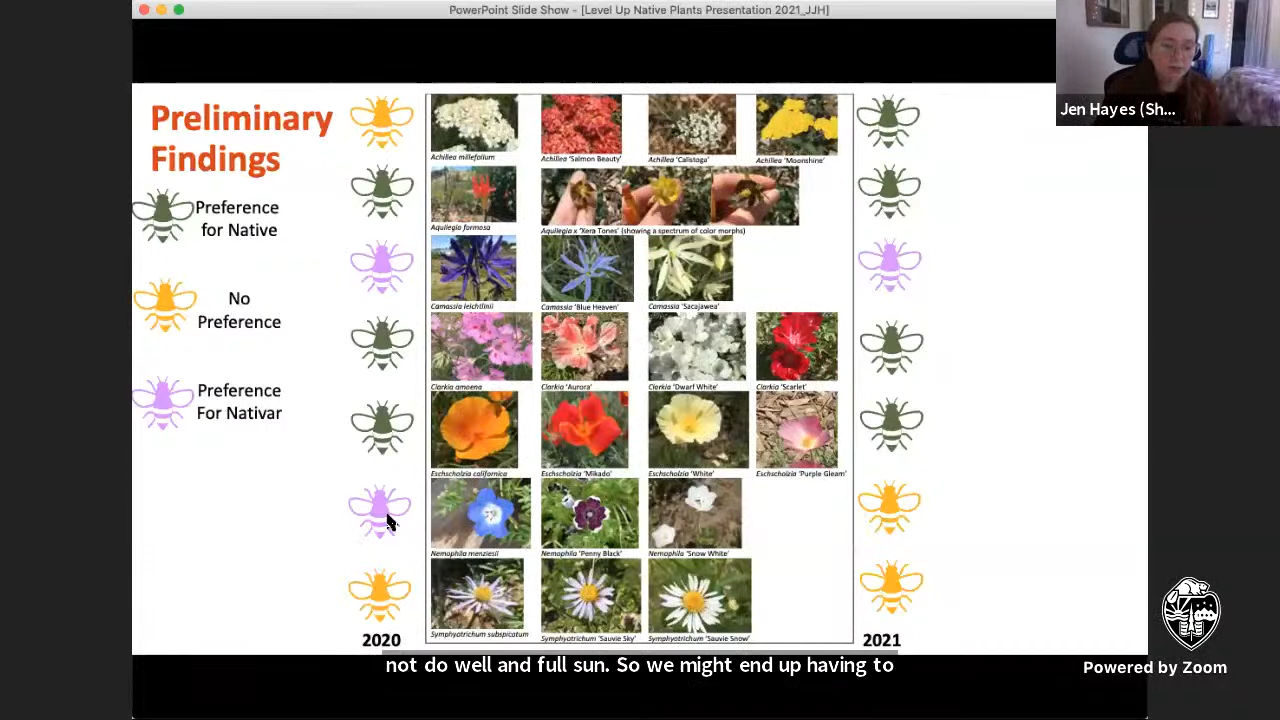 PowerPoint Slide Show - [Level Up Native Plants Presentation 2021_JJH]
Jen Hayes (Sh...
Preliminary
Findings
Preference
for Native
No
Preference
Preference
For Nativar
Achillea millefolium
Achillea 'Salmon Beauty'
Achillea 'Calistoga'
Achillea 'Moonshine'
Aquilegia formosa
Aquilegia x 'Xera Tones' (showing a spectrum of color morphs)
Camassia leichtlinii
Camassia 'Blue Heaven'
Camassia 'Sacajawea'
Clarkia amoena
Clarkia 'Aurora'
Clarkia 'Dwarf White'
Clarkia 'Scarlet'
Eschscholzia californica
Eschscholzia 'Mikado'
Eschscholzia 'White'
Eschscholzia 'Purple Gleam'
Nemophila menziesii
Nemophila 'Penny Black'
Nemophila 'Snow White'
Symphyotrichum subspicatum
Symphyotrichum 'Sauvie Sky'
Symphyotrichum 'Sauvie Snow'
2020
2021
not do well and full sun. So we might end up having to
Powered by Zoom